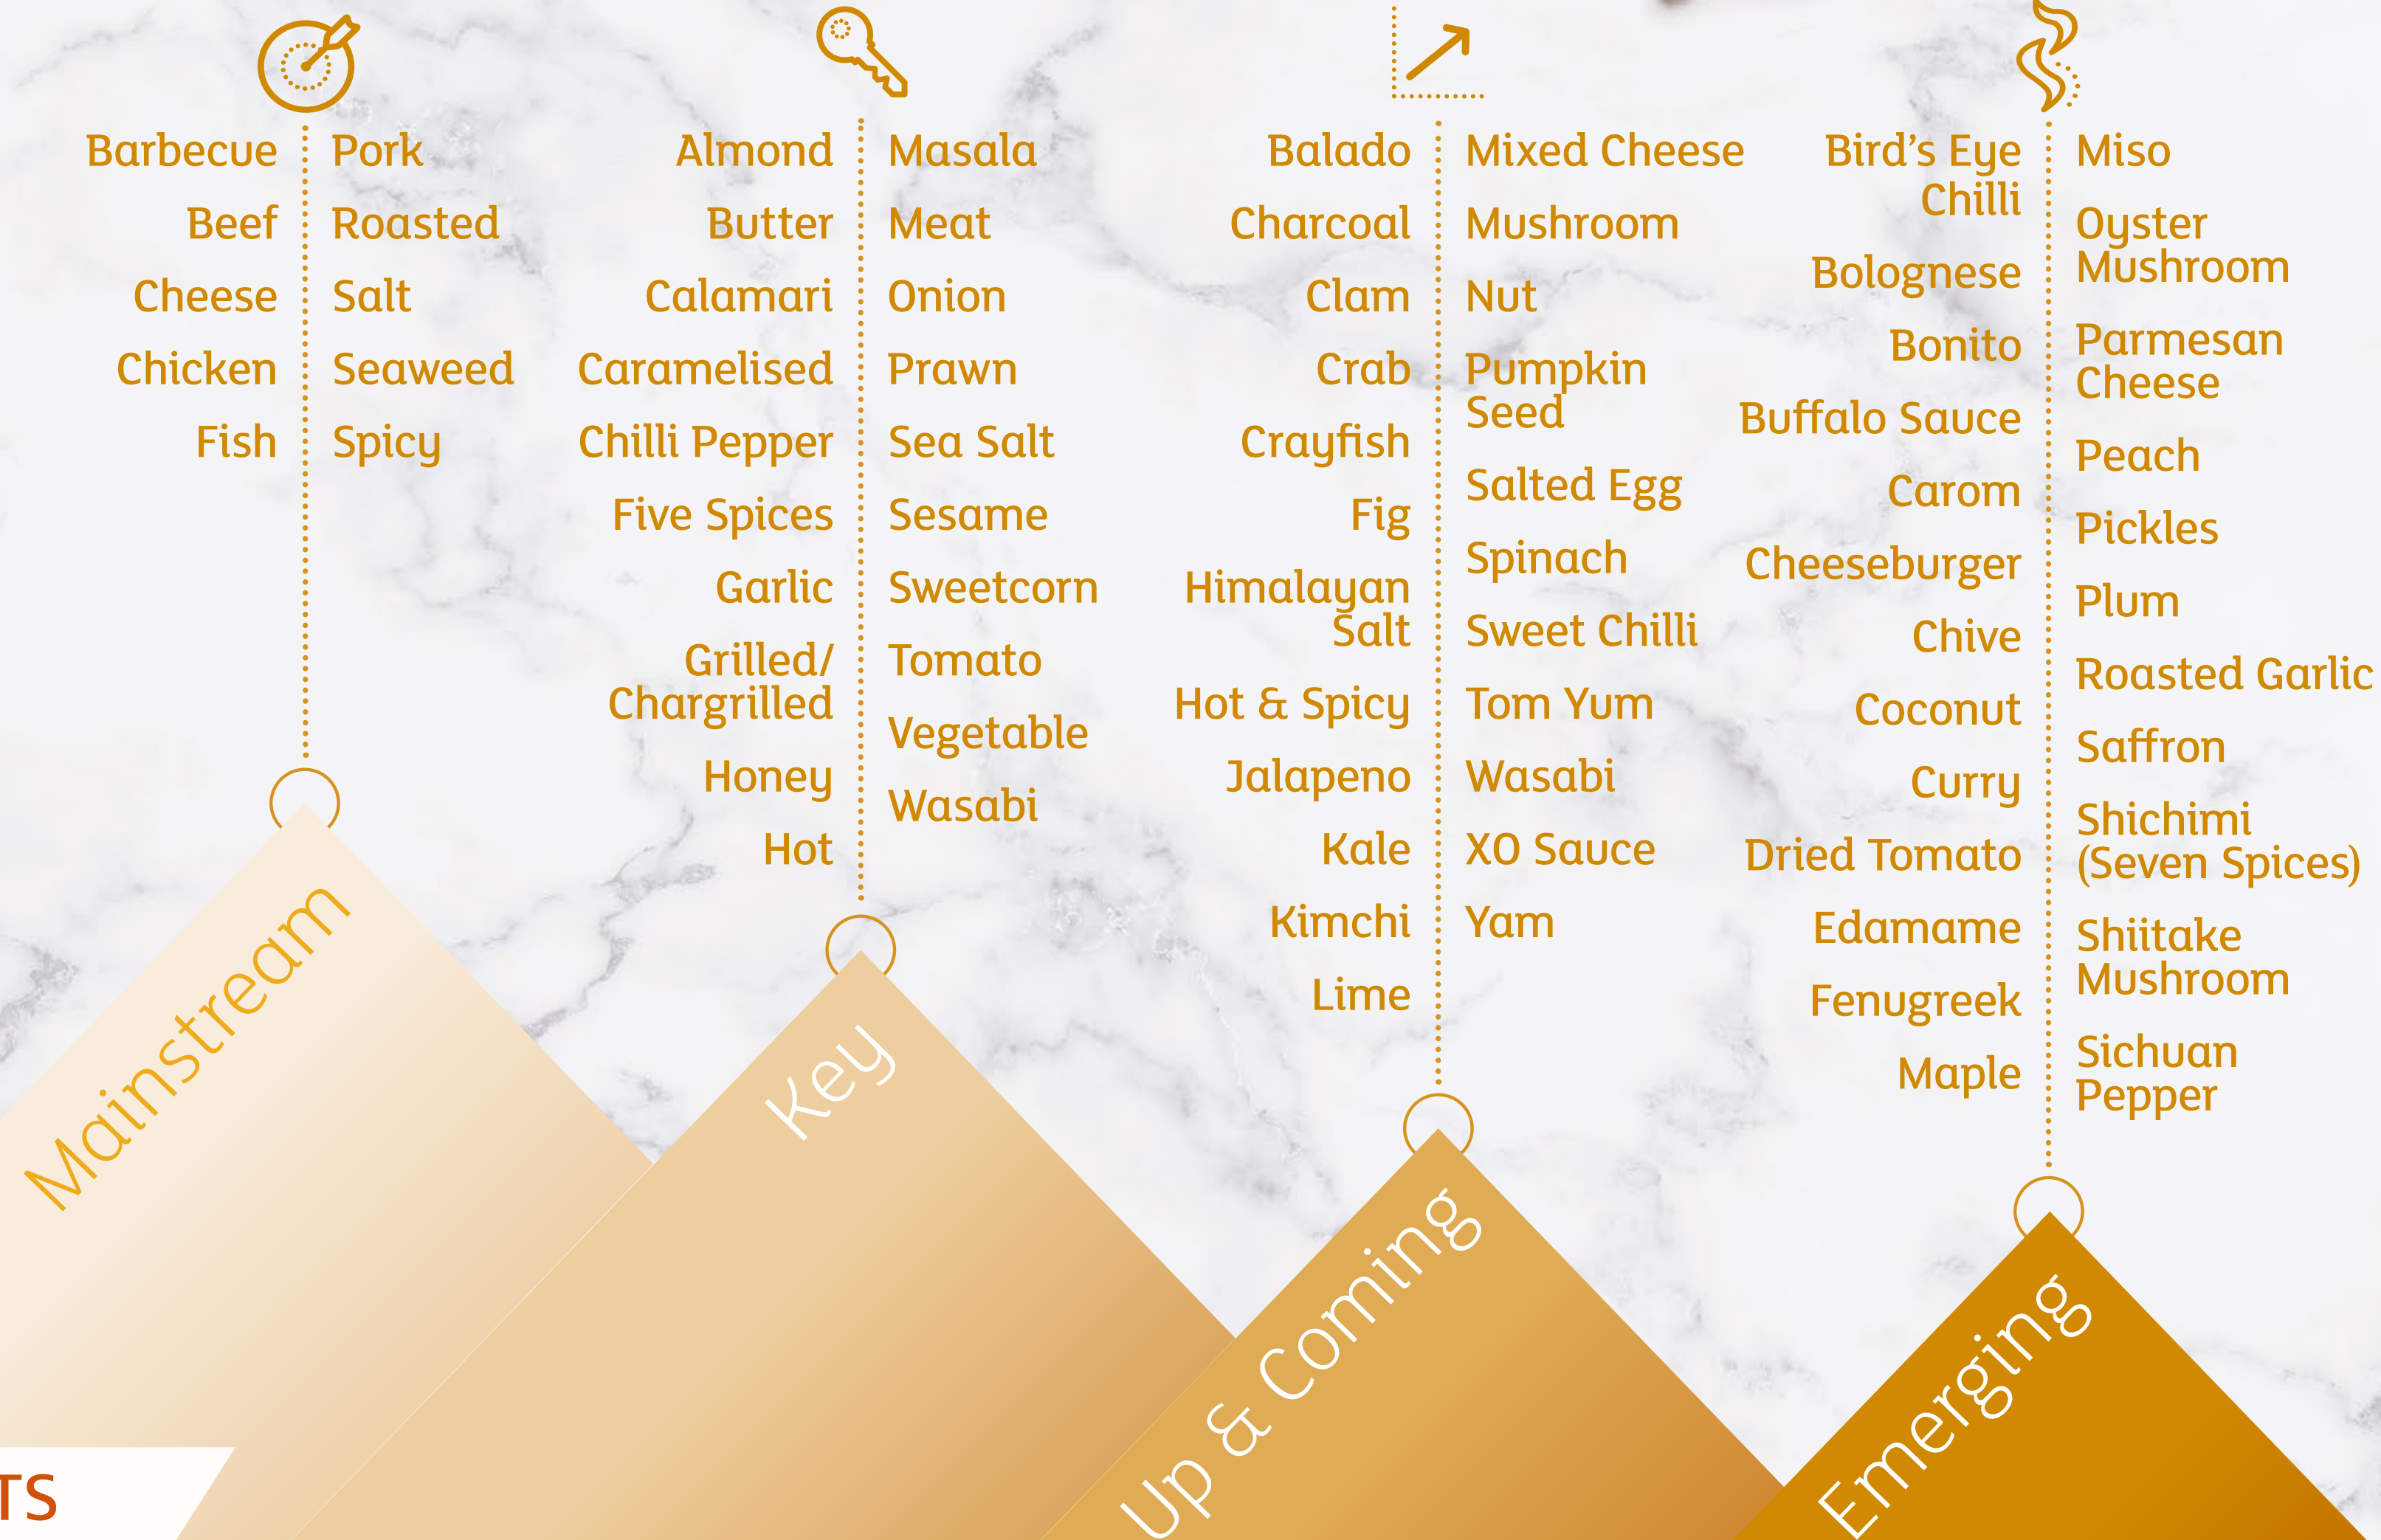 Barbecue
Beef
Cheese
Chicken
Fish
Pork
Roasted
Salt
Seaweed
Spicy
Mainstream
Almond
Butter
Calamari
Caramelised
Chilli Pepper
Five Spices
Garlic
Grilled/
Chargrilled
Honey
Hot
Masala
Meat
Onion
Prawn
Sea Salt
Sesame
Sweetcorn
Tomato
Vegetable
Wasabi
Key
Balado
Charcoal
Clam
Crab
Crayfish
Fig
Himalayan
Salt
Hot & Spicy
Jalapeno
Kale
Kimchi
Lime
Mixed Cheese
Mushroom
Nut
Pumpkin
Seed
Salted Egg
Spinach
Sweet Chilli
Tom Yum
Wasabi
XO Sauce
Yam
Up & Coming
Bird's Eye
Chilli
Bolognese
Bonito
Buffalo Sauce
Carom
Cheeseburger
Chive
Coconut
Curry
Dried Tomato
Edamame
Fenugreek
Maple
Miso
Oyster
Mushroom
Parmesan
Cheese
Peach
Pickles
Plum
Roasted Garlic
Saffron
Shichimi
(Seven Spices)
Shiitake
Mushroom
Sichuan
Pepper
Emerging
TS